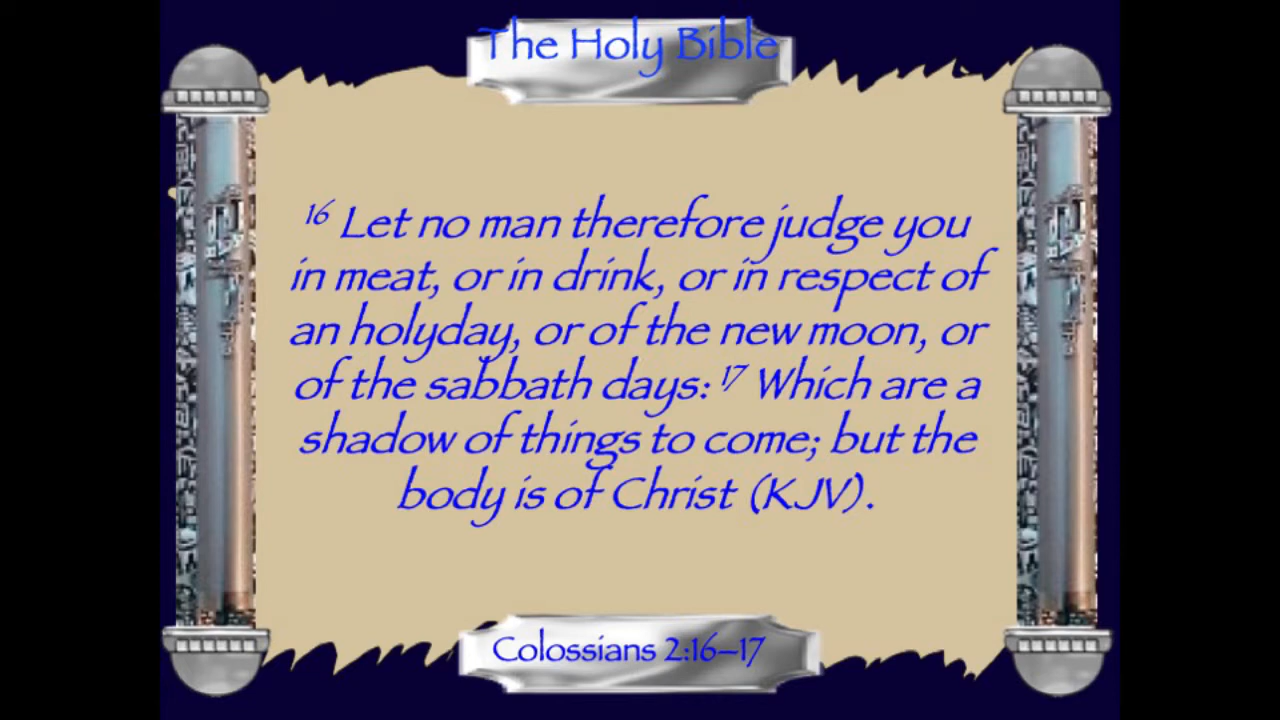 The Holy Bible
16 Let no man therefore judge you
in meat, or in drink, or in respect of
an holyday, or of the new moon, or
of the sabbath days: 17 Which are a
shadow of things to come; but the
body is of Christ (KJV).
Colossians 2:16–17